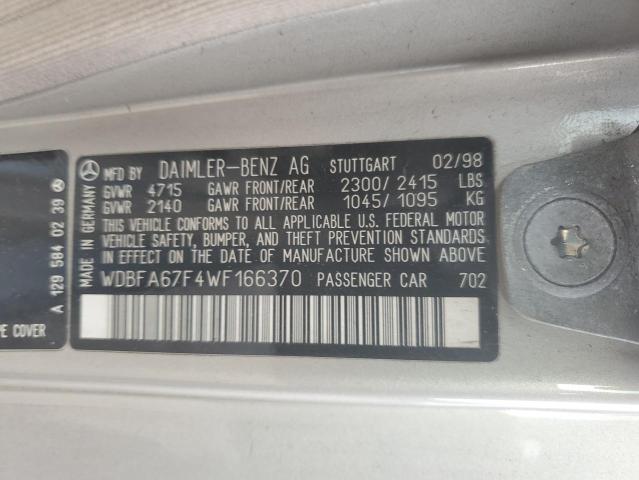 MFD BY DAIMLER-BENZ AG STUTTGART 02/98
GVWR 4715 GAWR FRONT/REAR 2300/2415 LBS
GVWR 2140 GAWR FRONT/REAR 1045/1095 KG
THIS VEHICLE CONFORMS TO ALL APPLICABLE U.S. FEDERAL MOTOR
VEHICLE SAFETY, BUMPER, AND THEFT PREVENTION STANDARDS
IN EFFECT ON THE DATE OF MANUFACTURE SHOWN ABOVE
WDBFA67F4WF166370 PASSENGER CAR 702
MADE IN GERMANY
A 129 584 02 39
PE COVER